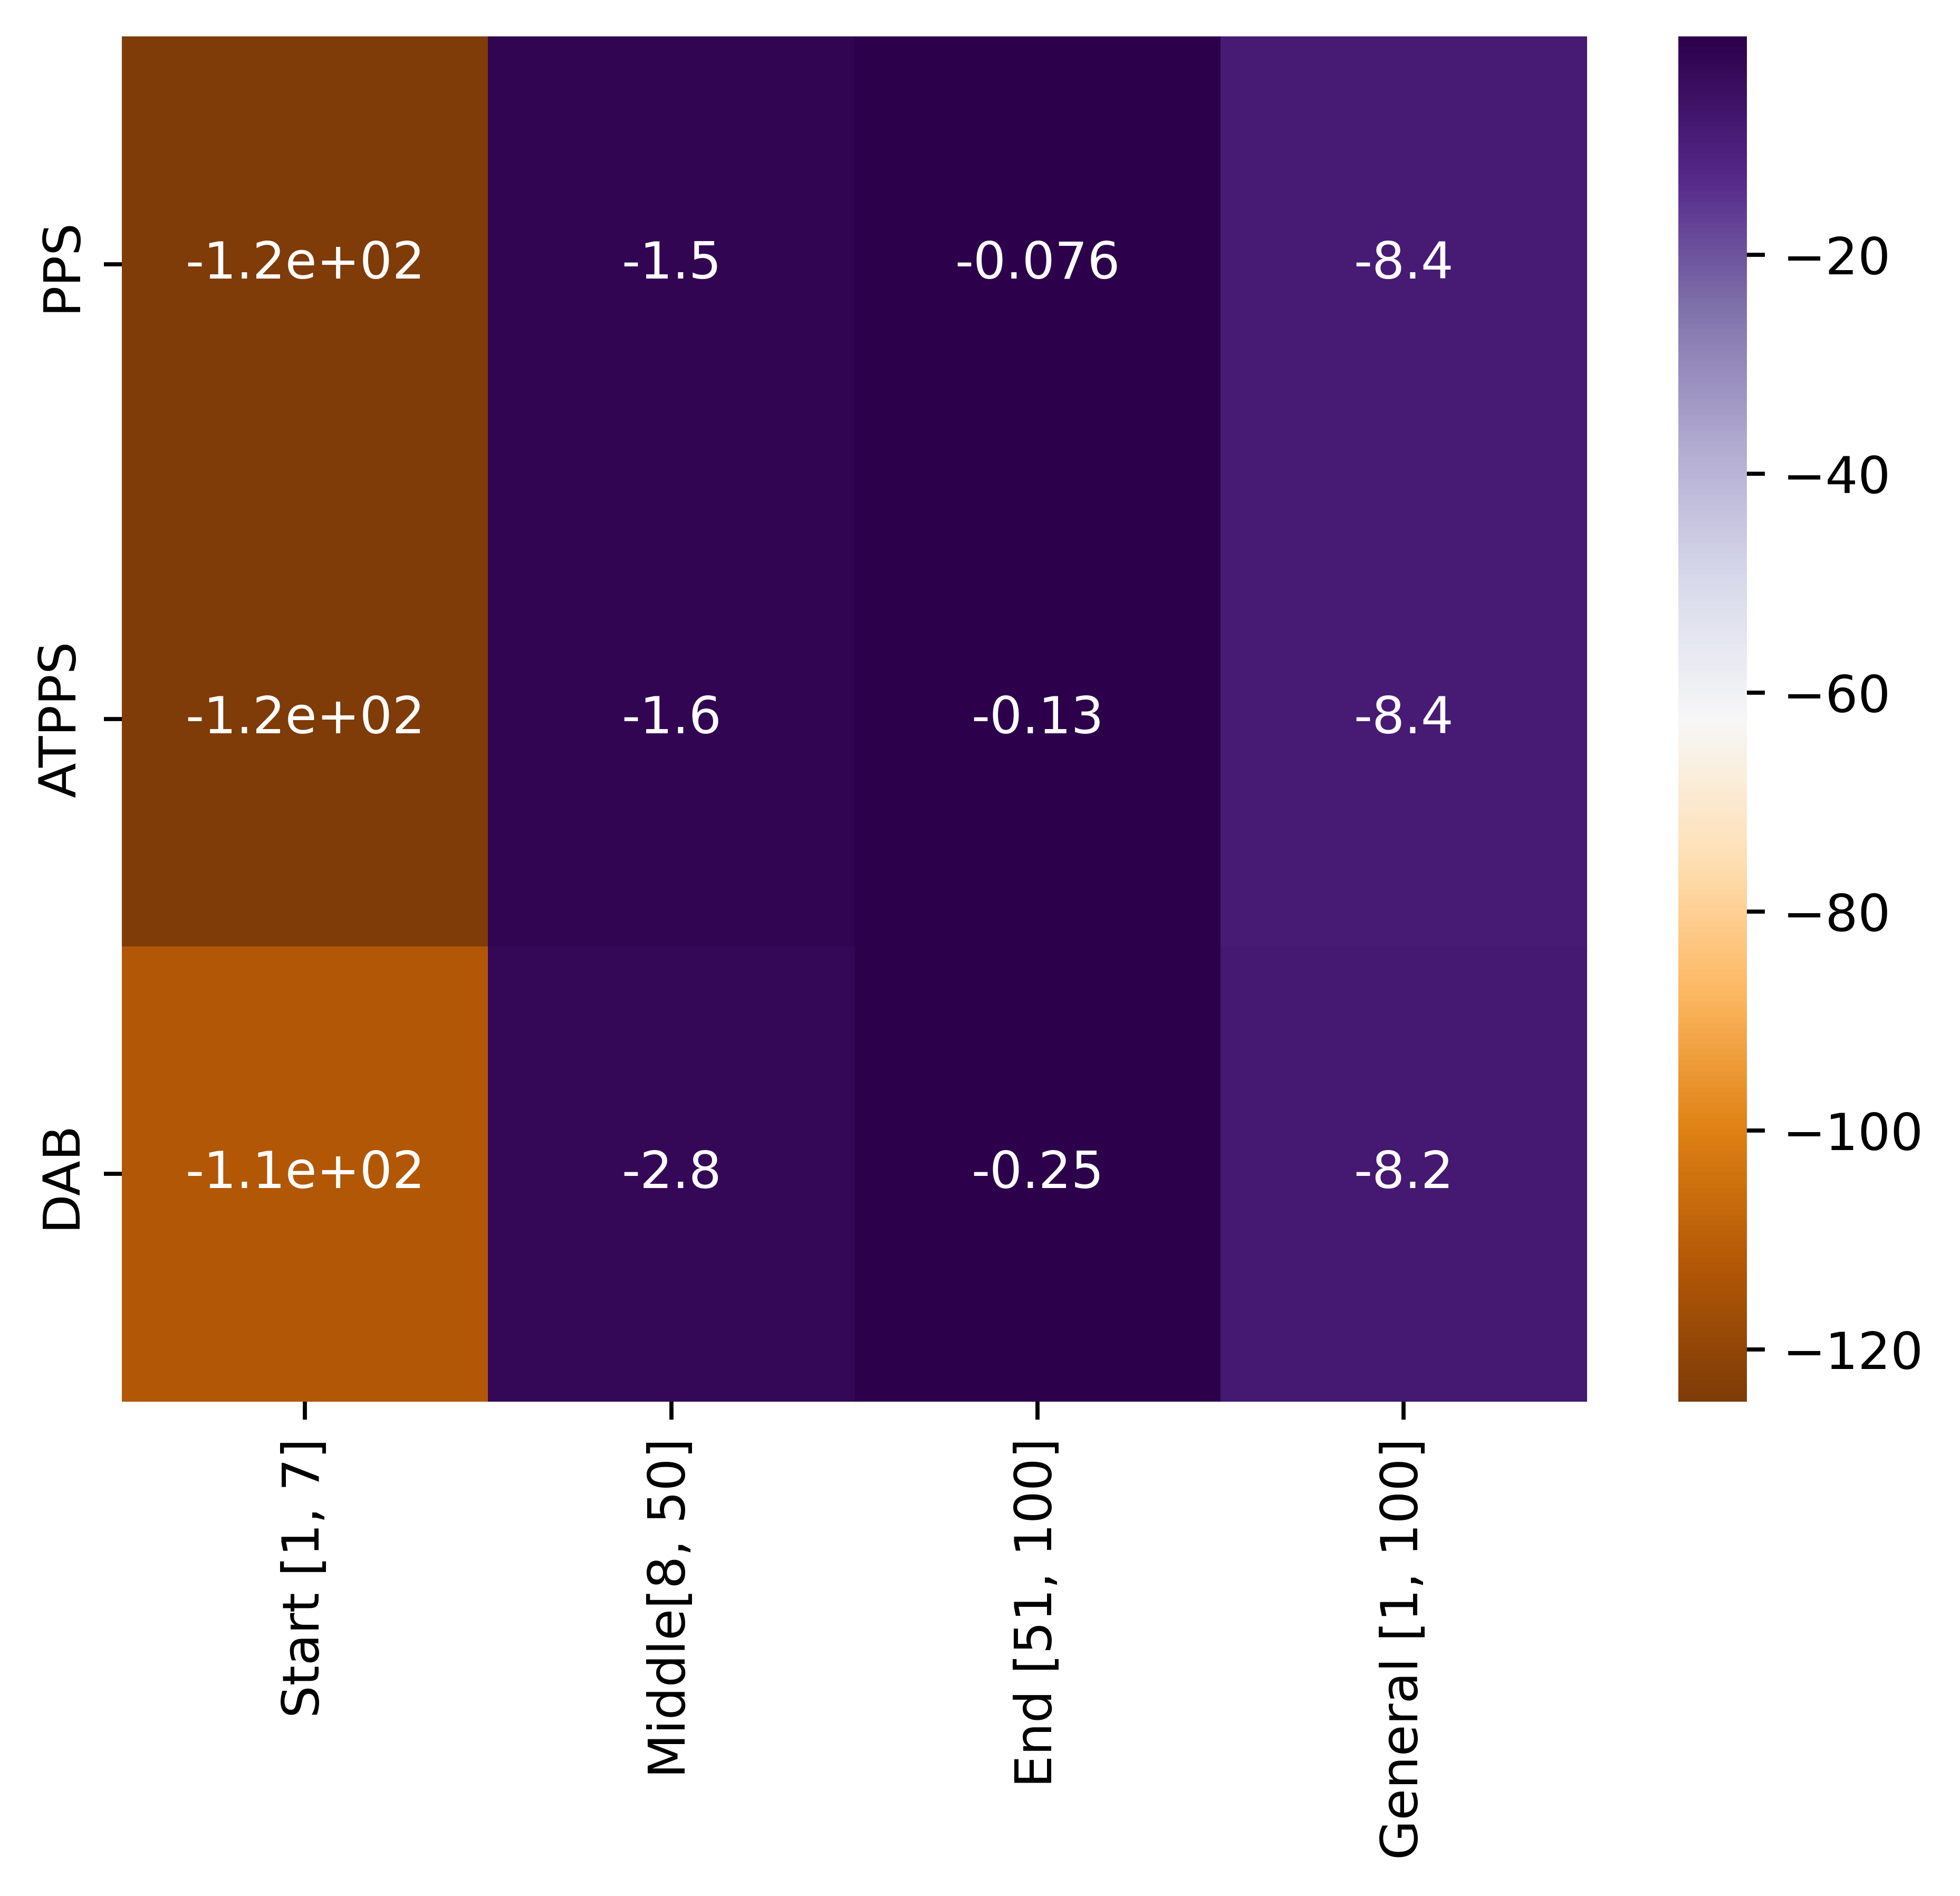 PPS
-1.2e+02 -1.5 -0.076 -8.4
ATPPS
-1.2e+02 -1.6 -0.13 -8.4
DAB
-1.1e+02 -2.8 -0.25 -8.2
Start [1, 7]
Middle[8, 50]
End [51, 100]
General [1, 100]
−20
−40
−60
−80
−100
−120